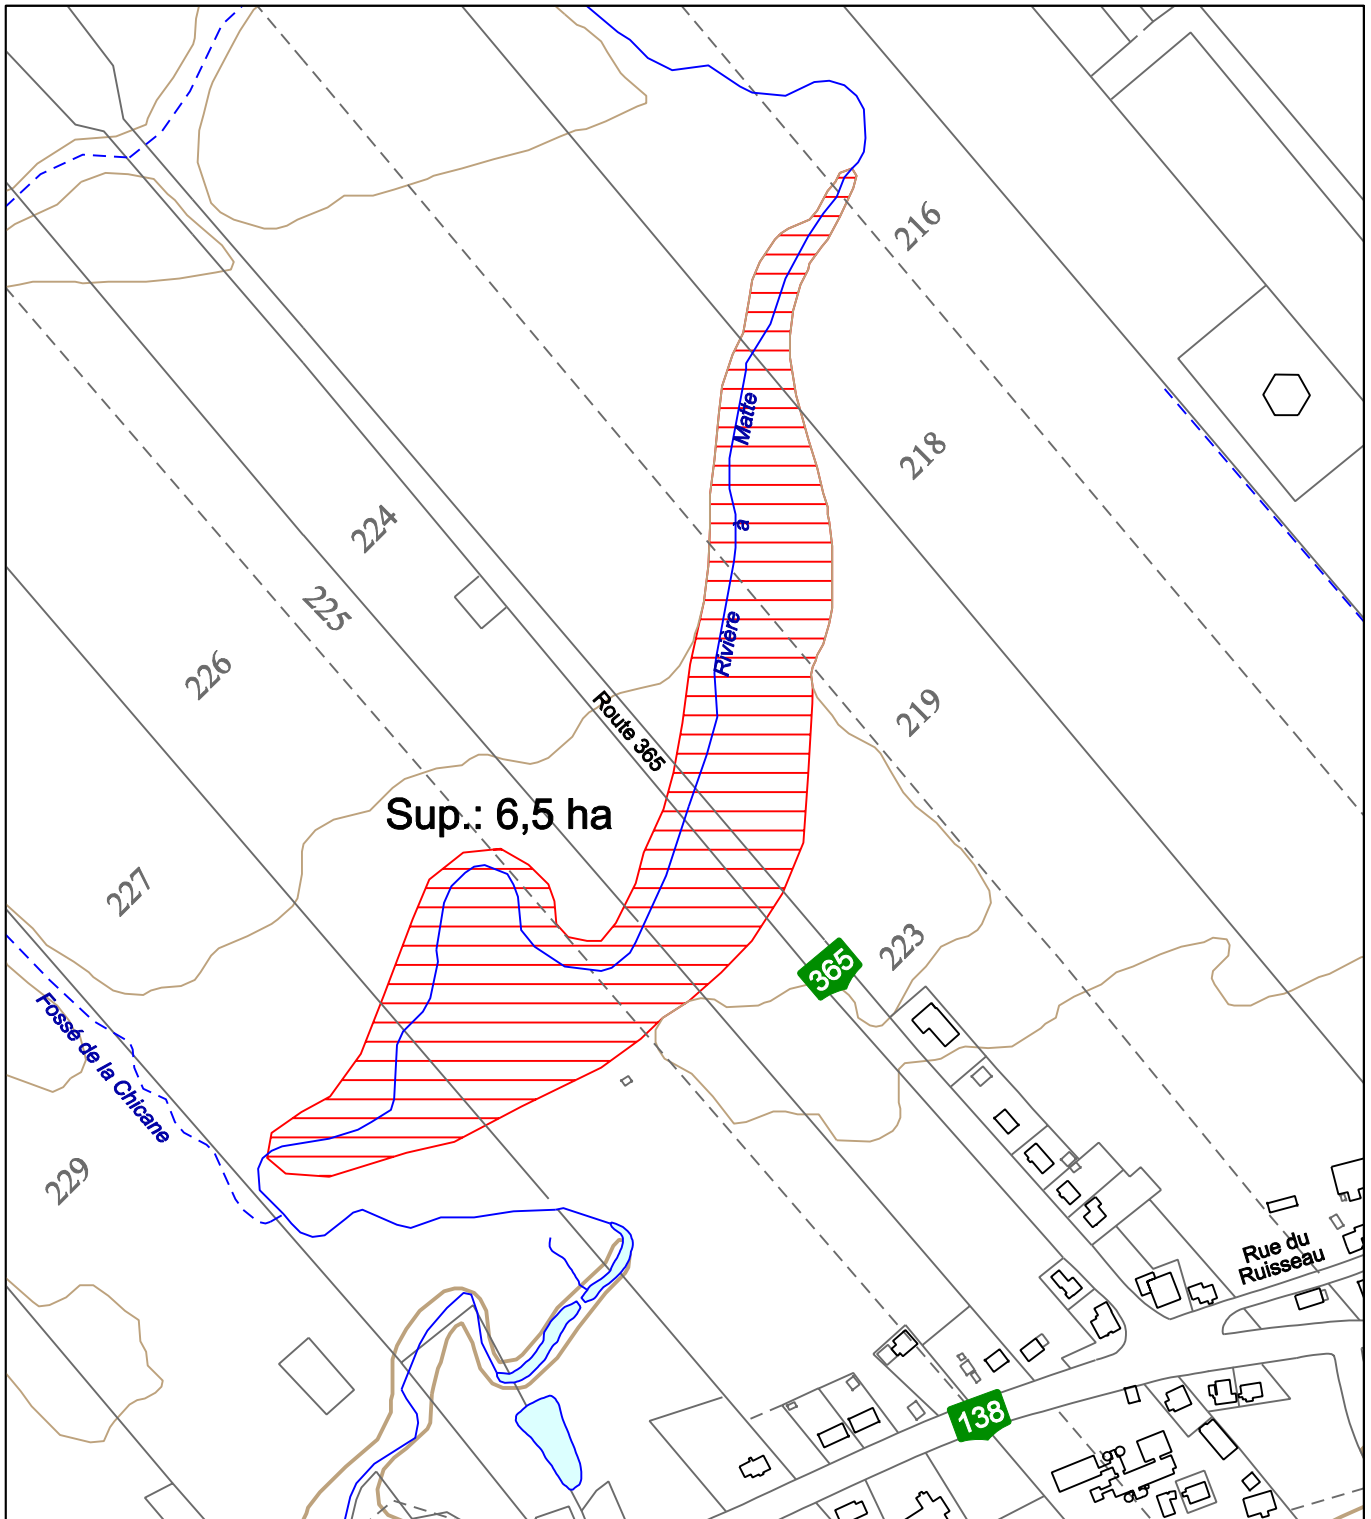 216
218
Matte
à
Rivière
224
225
226
219
Route 365
Sup.: 6,5 ha
227
223
365
Fossé de la Chicane
229
Rue du
Ruisseau
138